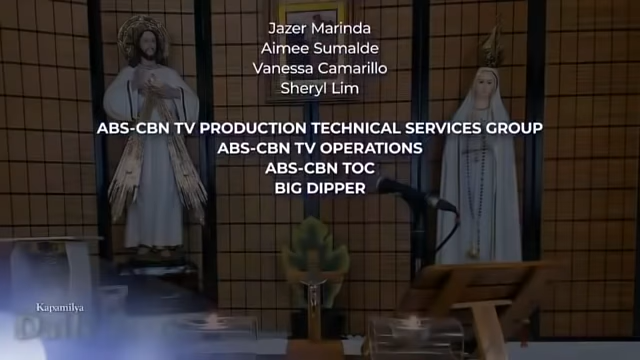 Jazer Marinda
Aimee Sumalde
Vanessa Camarillo
Sheryl Lim
ABS-CBN TV PRODUCTION TECHNICAL SERVICES GROUP
ABS-CBN TV OPERATIONS
ABS-CBN TOC
BIG DIPPER
Kapamilya